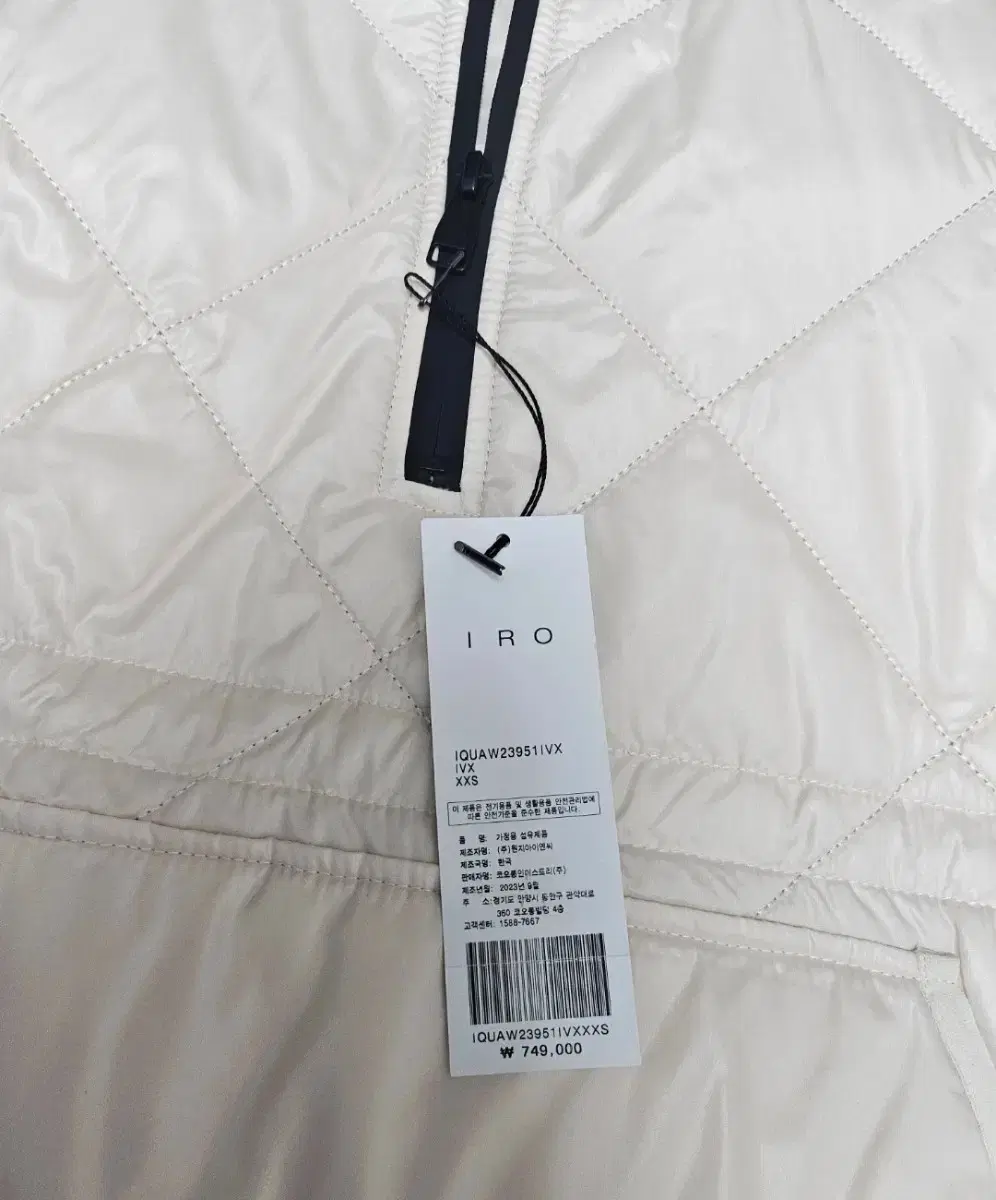 IRO
IQUAW23951IVX
IVX
XXS
이 제품은 전기용품 및 생활용품 안전관리법에
따른 안전기준을 준수한 제품입니다.
품 명: 가정용 섬유제품
제조자명: (주)원지아이엔씨
제조국명: 한국
판매자명: 코오롱인더스트리(주)
제조년월: 2023년 9월
주 소:경기도 안양시 동안구 관악대로
360 코오롱빌딩 4층
고객센터: 1588-7667
IQUAW23951IVXXXS
₩ 749,000